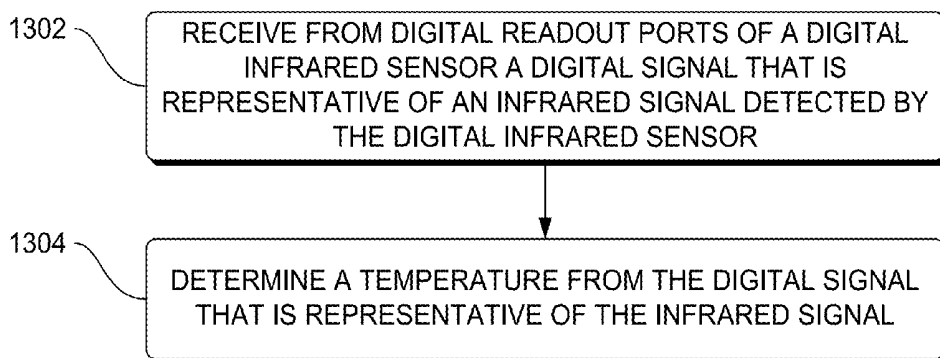 1302
RECEIVE FROM DIGITAL READOUT PORTS OF A DIGITAL
INFRARED SENSOR A DIGITAL SIGNAL THAT IS
REPRESENTATIVE OF AN INFRARED SIGNAL DETECTED BY
THE DIGITAL INFRARED SENSOR
1304
DETERMINE A TEMPERATURE FROM THE DIGITAL SIGNAL
THAT IS REPRESENTATIVE OF THE INFRARED SIGNAL